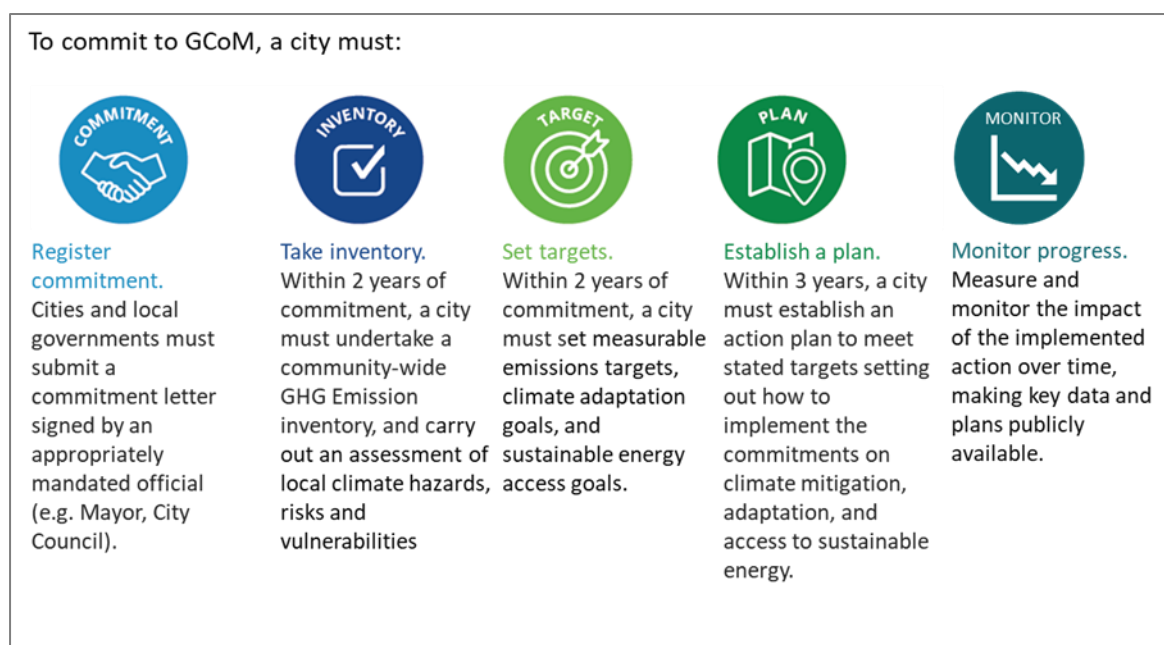 To commit to GCoM, a city must:
COMMITMENT
Register
commitment.
Cities and local
governments must
submit a
commitment letter
signed by an
appropriately
mandated official
(e.g. Mayor, City
Council).
INVENTORY
Take inventory.
Within 2 years of
commitment, a city
must undertake a
community-wide
GHG Emission
inventory, and carry
out an assessment of
local climate hazards,
risks and
vulnerabilities
TARGET
Set targets.
Within 2 years of
commitment, a city
must set measurable
emissions targets,
climate adaptation
goals, and
sustainable energy
access goals.
PLAN
Establish a plan.
Within 3 years, a city
must establish an
action plan to meet
stated targets setting
out how to
implement the
commitments on
climate mitigation,
adaptation, and
access to sustainable
energy.
MONITOR
Monitor progress.
Measure and
monitor the impact
of the implemented
action over time,
making key data and
plans publicly
available.